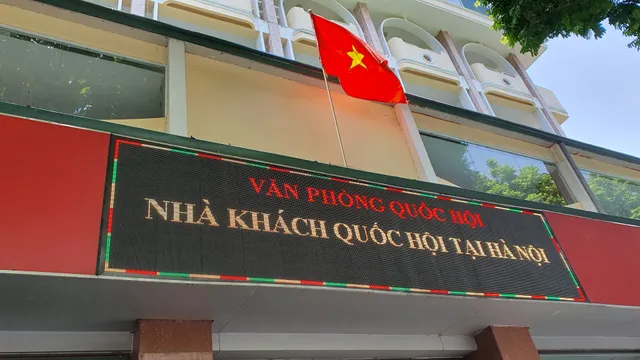 VĂN PHÒNG QUỐC HỘI
NHÀ KHÁCH QUỐC HỘI TẠI HÀ NỘI